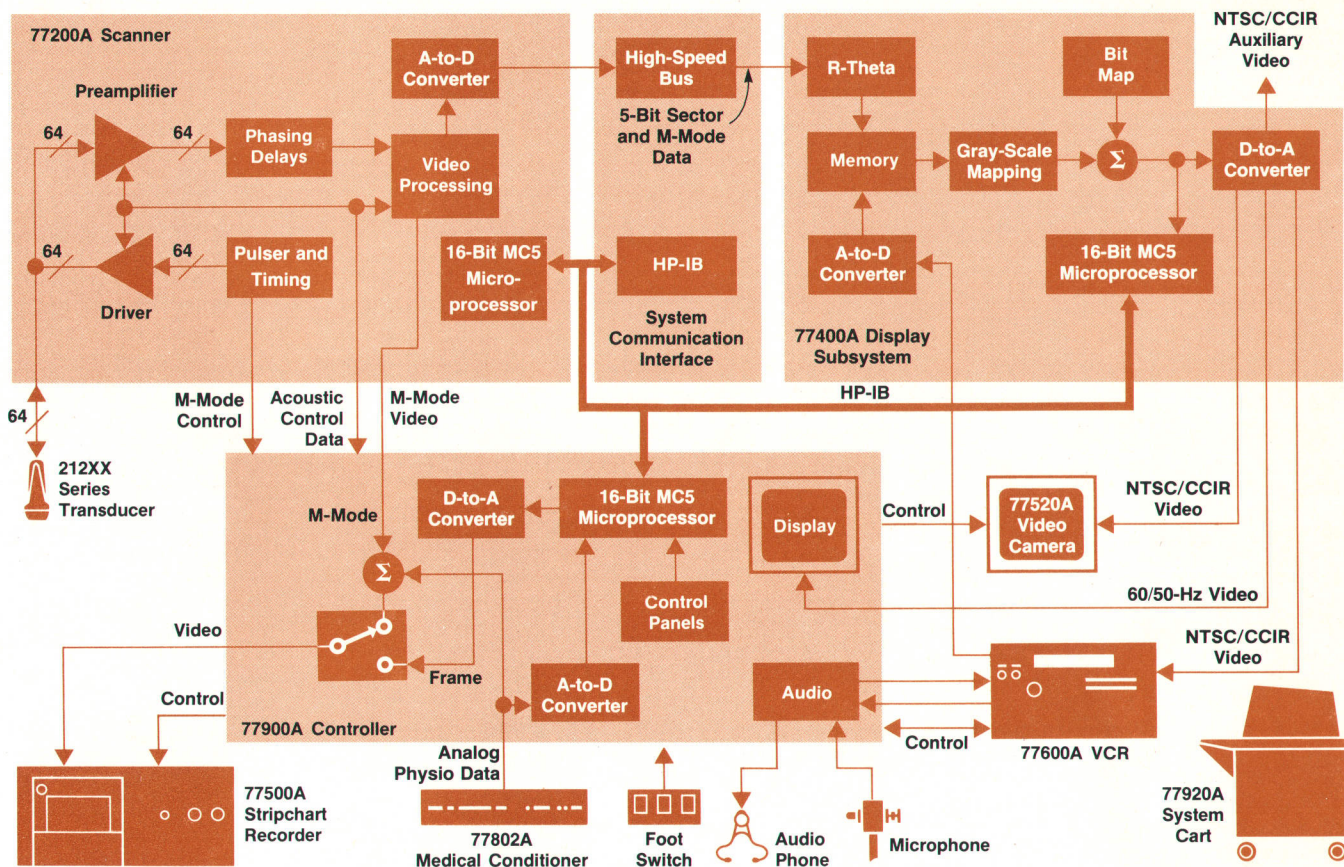 77200A Scanner
Preamplifier
64
64
Phasing
Delays
A-to-D
Converter
Video
Processing
64
64
Driver
Pulser and
Timing
16-Bit MC5
Micro-
processor
High-Speed
Bus
5-Bit Sector
and M-Mode
Data
HP-IB
System
Communication
Interface
R-Theta
Memory
A-to-D
Converter
Gray-Scale
Mapping
Bit
Map
Σ
NTSC/CCIR
Auxiliary
Video
D-to-A
Converter
16-Bit MC5
Microprocessor
77400A Display
Subsystem
HP-IB
64
212XX
Series
Transducer
M-Mode
Control
Acoustic
Control
Data
M-Mode
Video
M-Mode
Σ
D-to-A
Converter
16-Bit MC5
Microprocessor
Control
Panels
Display
Control
77520A
Video
Camera
NTSC/CCIR
Video
60/50-Hz Video
NTSC/CCIR
Video
Video
Frame
A-to-D
Converter
Audio
Control
77900A Controller
Control
77600A VCR
Analog
Physio Data
77500A
Stripchart
Recorder
77802A
Medical Conditioner
Foot
Switch
Audio
Phone
Microphone
77920A
System
Cart